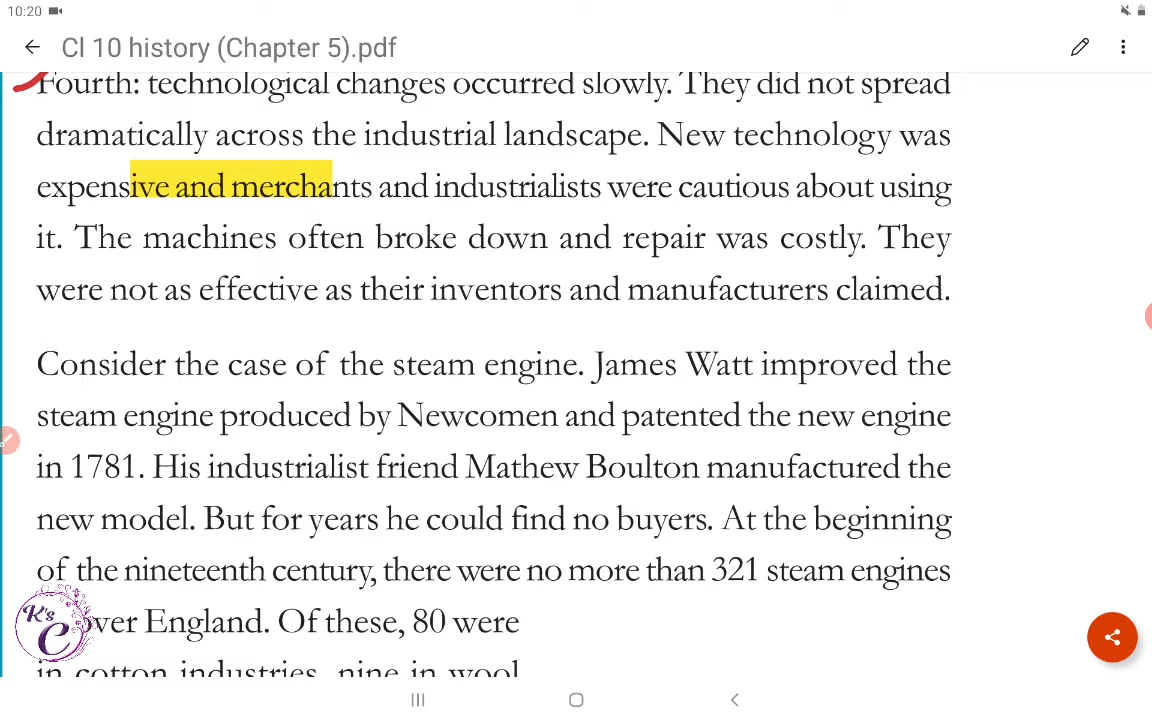 10:20
Cl 10 history (Chapter 5).pdf
Fourth: technological changes occurred slowly. They did not spread
dramatically across the industrial landscape. New technology was
expensive and merchants and industrialists were cautious about using
it. The machines often broke down and repair was costly. They
were not as effective as their inventors and manufacturers claimed.
Consider the case of the steam engine. James Watt improved the
steam engine produced by Newcomen and patented the new engine
in 1781. His industrialist friend Mathew Boulton manufactured the
new model. But for years he could find no buyers. At the beginning
of the nineteenth century, there were no more than 321 steam engines
over England. Of these, 80 were
in cotton industries, nine in wool
K's
C